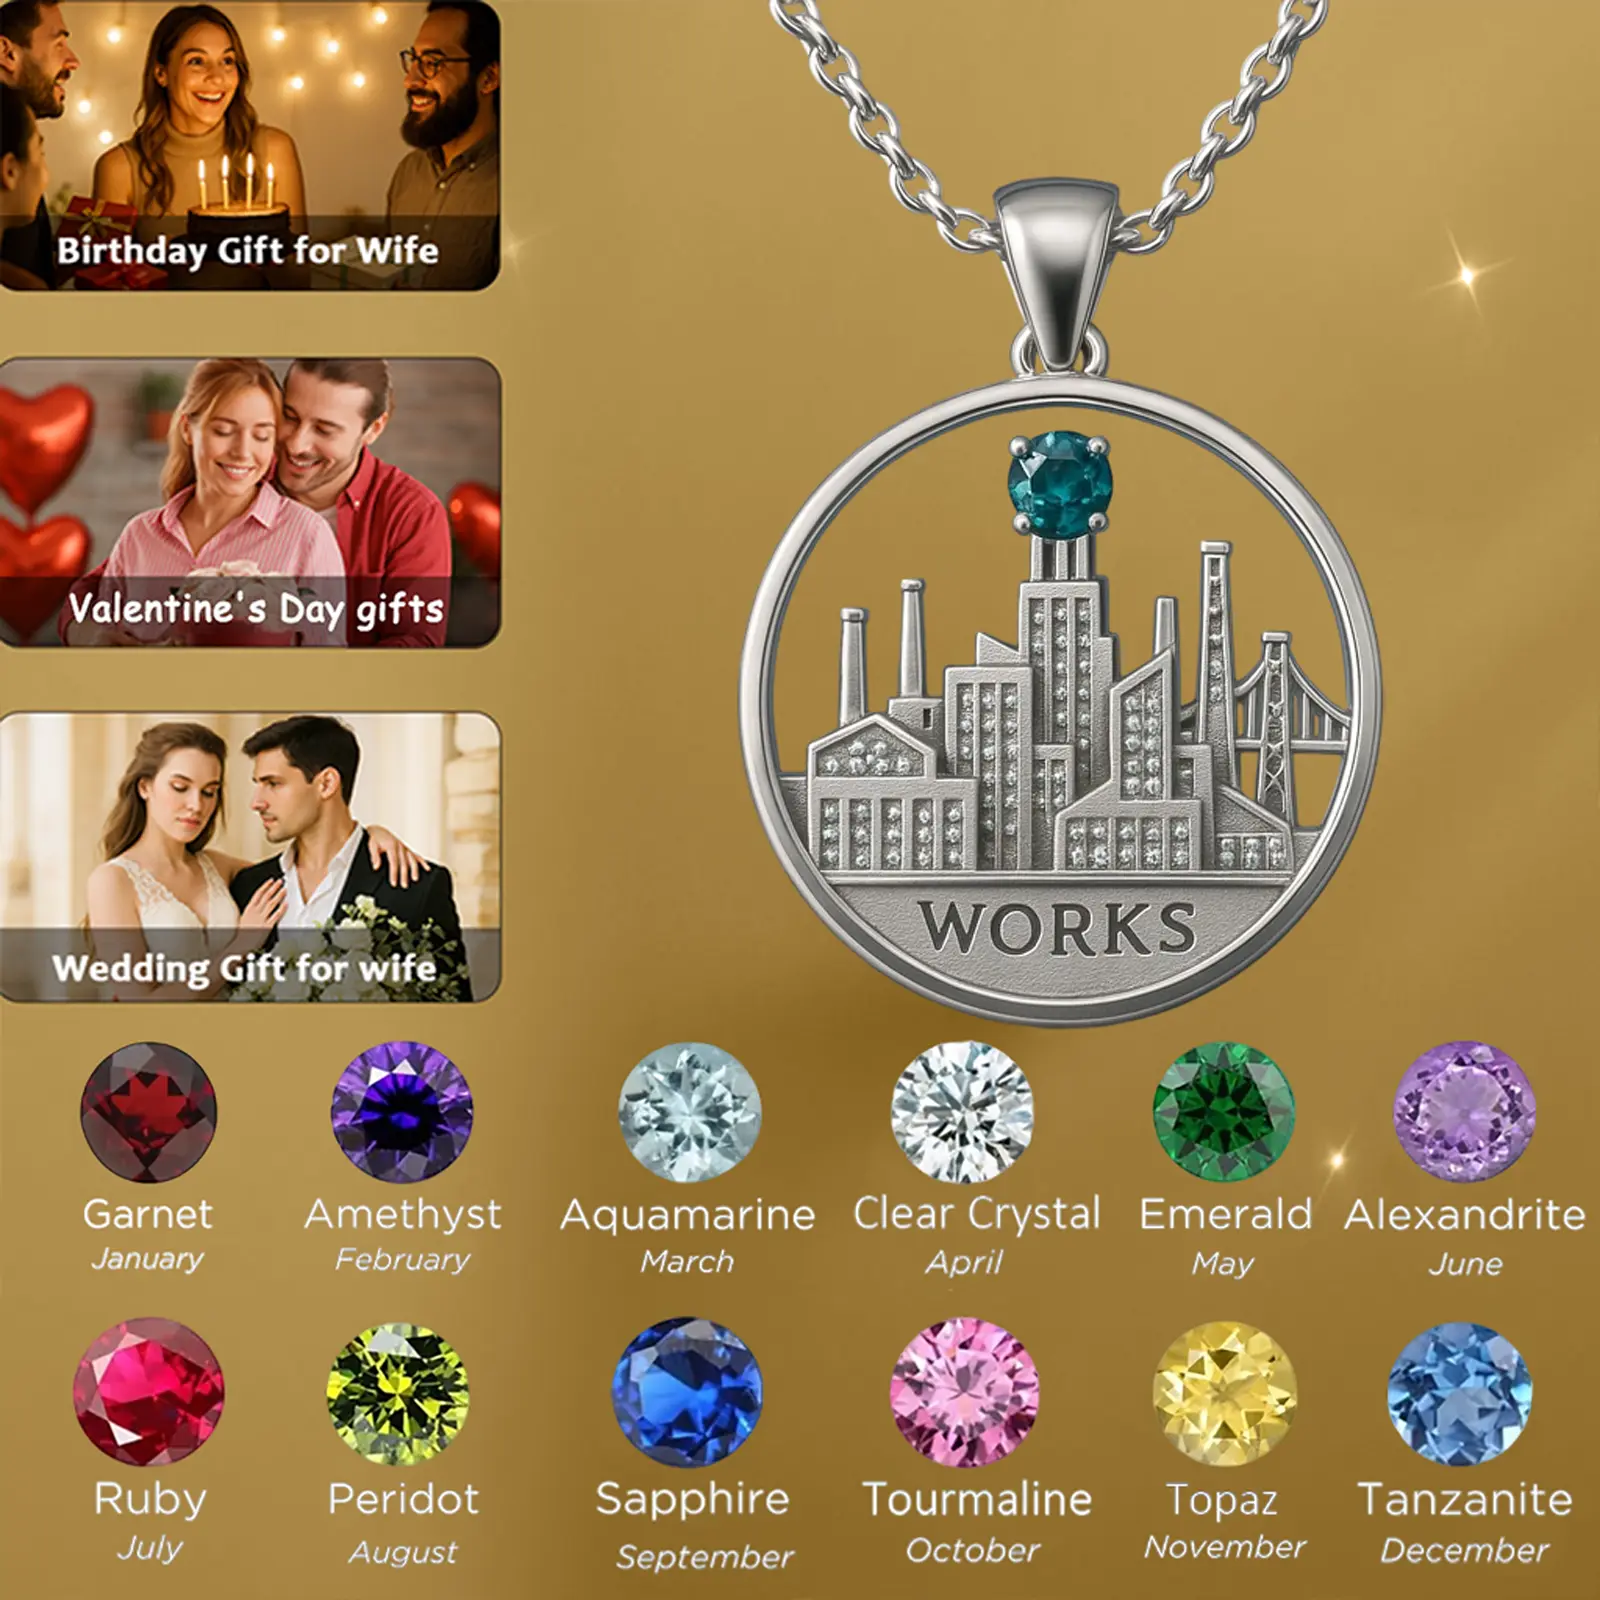 Birthday Gift for Wife
Valentine's Day gifts
Wedding Gift for wife
WORKS
Garnet
January
Amethyst
February
Aquamarine
March
Clear Crystal
April
Emerald
May
Alexandrite
June
Ruby
July
Peridot
August
Sapphire
September
Tourmaline
October
Topaz
November
Tanzanite
December